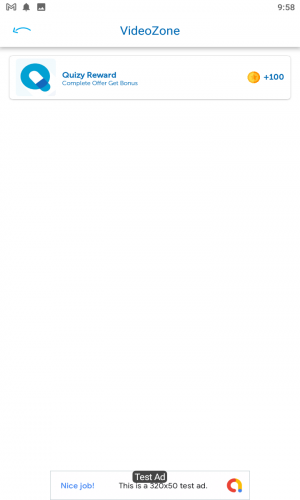 9:58
VideoZone
Quizy Reward
Complete Offer Get Bonus
+100
Test Ad
Nice job!
This is a 320x50 test ad.